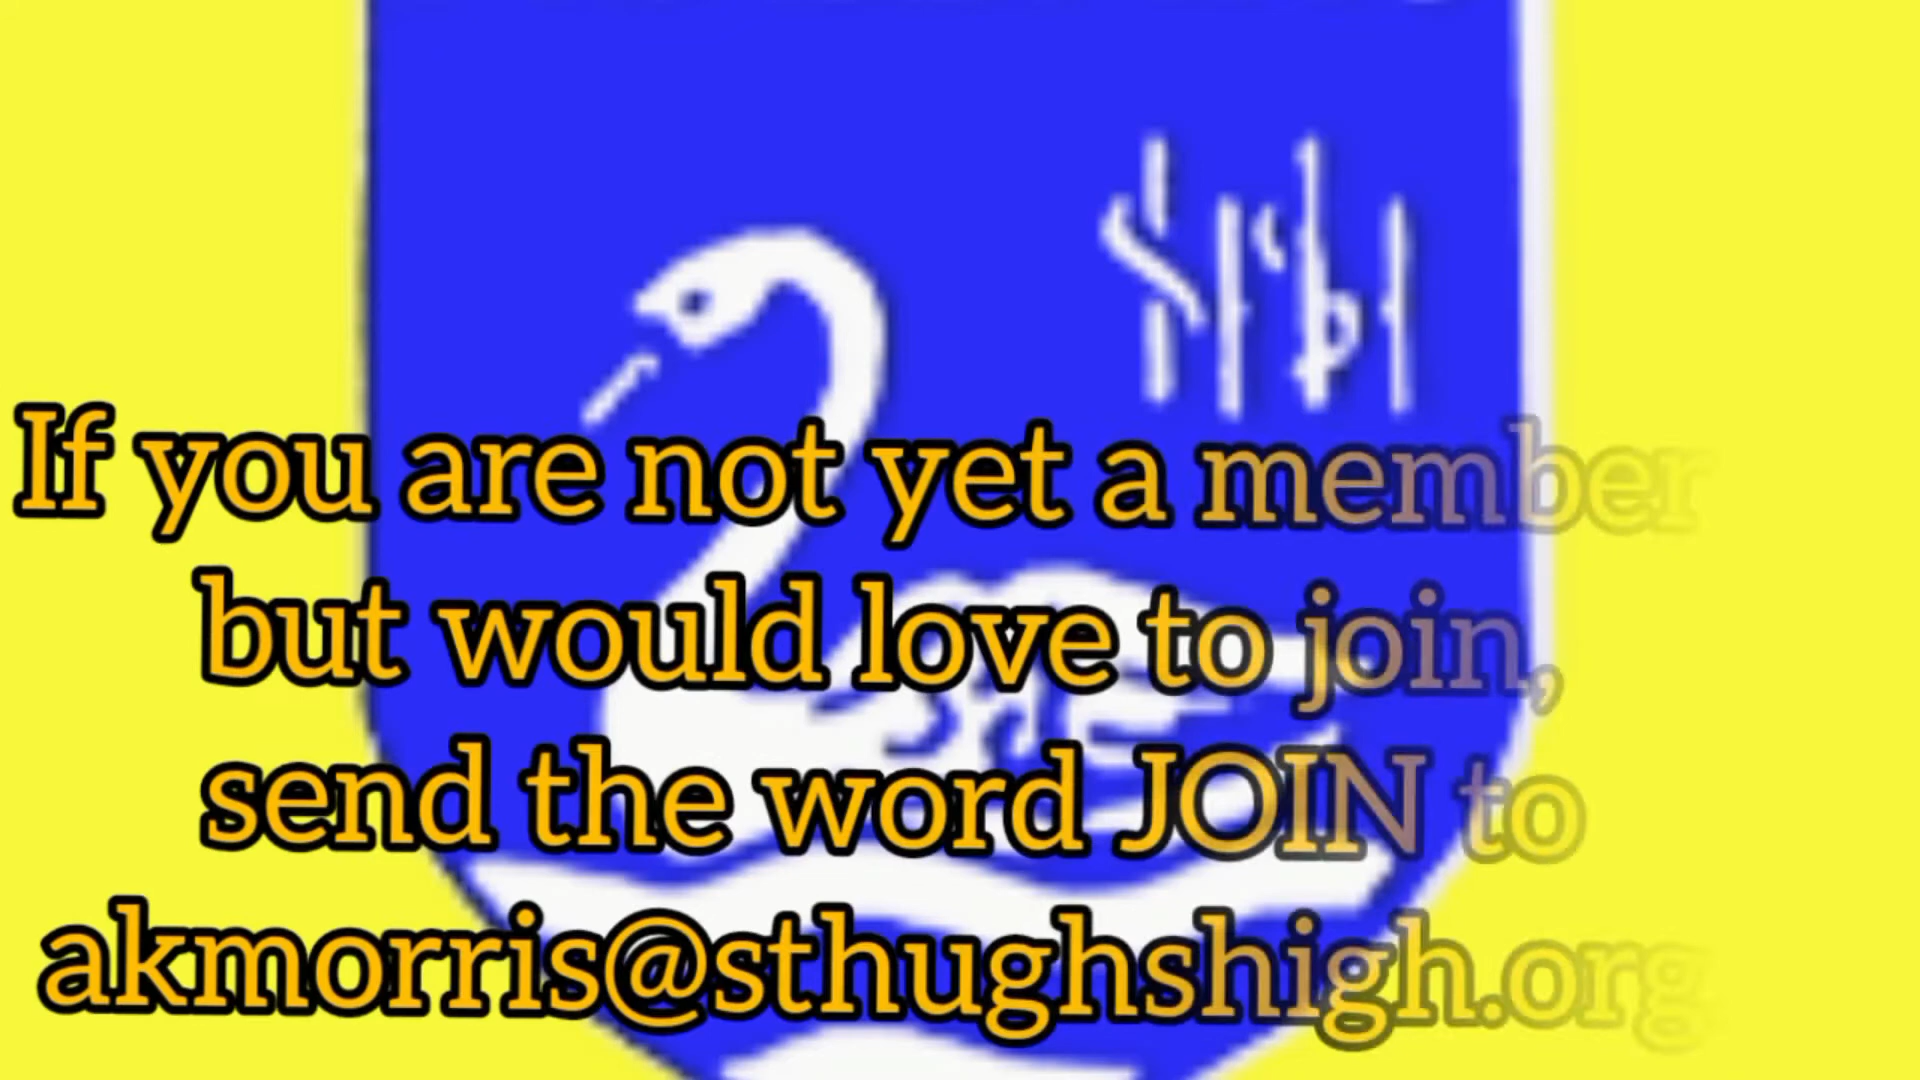 If you are not yet a member
but would love to join,
send the word JOIN to
akmorris@sthughshigh.org